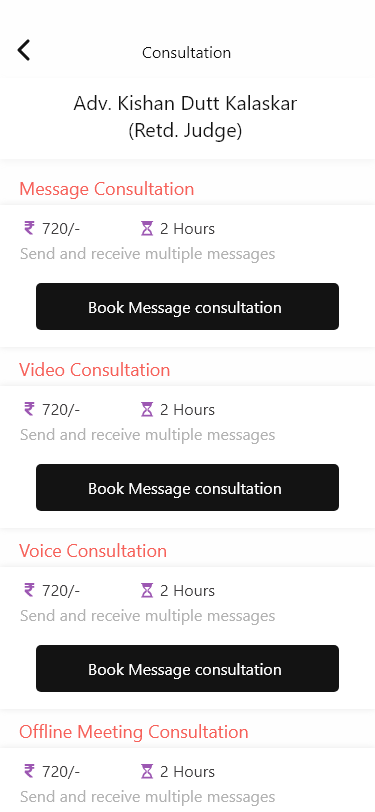 Consultation
Adv. Kishan Dutt Kalaskar
(Retd. Judge)
Message Consultation
₹ 720/- 2 Hours
Send and receive multiple messages
Book Message consultation
Video Consultation
₹ 720/- 2 Hours
Send and receive multiple messages
Book Message consultation
Voice Consultation
₹ 720/- 2 Hours
Send and receive multiple messages
Book Message consultation
Offline Meeting Consultation
₹ 720/- 2 Hours
Send and receive multiple messages